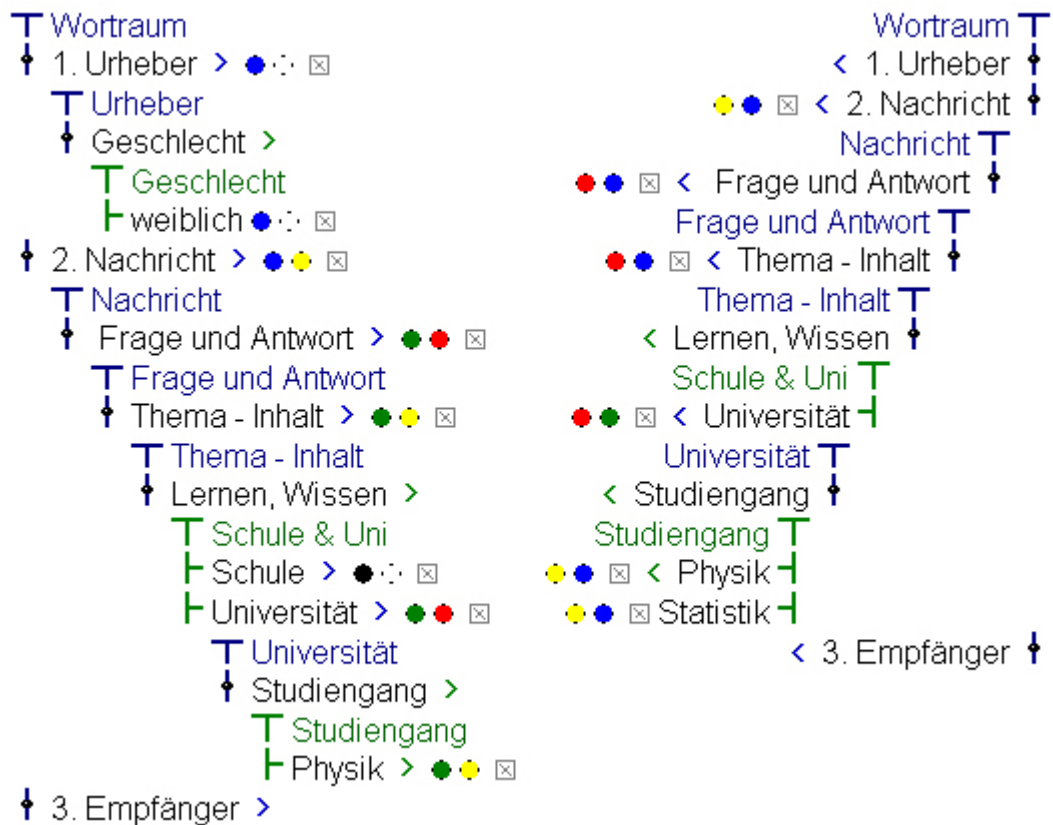 Wortraum
1. Urheber >
Urheber
Geschlecht >
Geschlecht
weiblich
2. Nachricht >
Nachricht
Frage und Antwort >
Frage und Antwort
Thema - Inhalt >
Thema - Inhalt
Lernen, Wissen >
Schule & Uni
Schule >
Universität >
Universität
Studiengang >
Studiengang
Physik >
3. Empfänger >
Wortraum
< 1. Urheber
< 2. Nachricht
Nachricht
< Frage und Antwort
Frage und Antwort
< Thema - Inhalt
Thema - Inhalt
< Lernen, Wissen
Schule & Uni
< Universität
Universität
< Studiengang
Studiengang
< Physik
Statistik
< 3. Empfänger